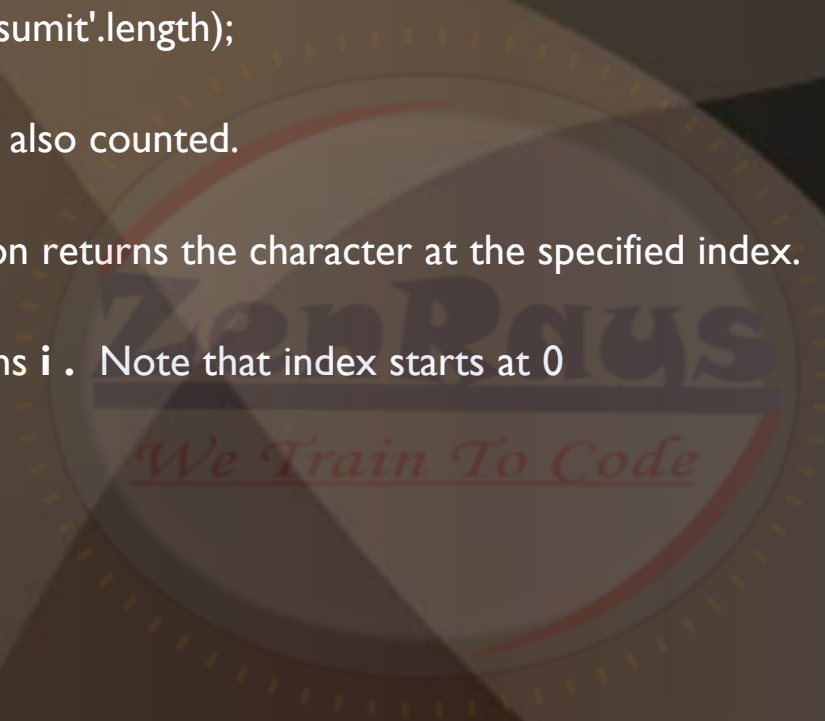 sumit'.length);
also counted.
on returns the character at the specified index.
ns i . Note that index starts at 0
ZenRays
We Train To Code